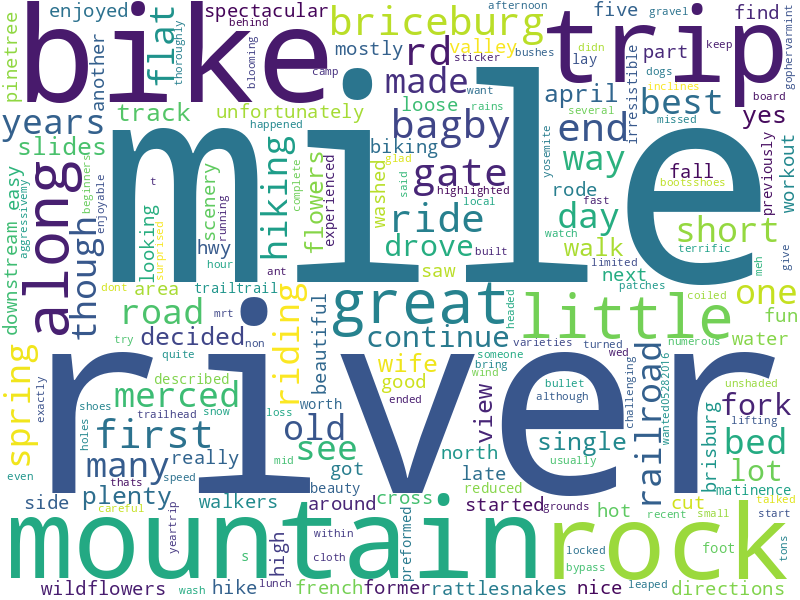 enjoyed
spectacular
afternoon
gravel
five
find
pinetree
bike
behind
briceburg
trip
another
flat
thoroughly
blooming
mostly
rd
valley
bushes
didn
part
keep
sticker
camp
made
want
lay
dogs
inclines
gophervarmint
track
unfortunately
loose
rains
april
several
irresistible
best
missed
board
years
slides
happened
biking
bagby
end
yes
workout
mile
along
easy
downstream
aggressivemy
beginners
enjoyable
t
looking
scenery
running
hiking
complete
flowers
experienced
washed
glad
said
gate
highlighted
local
yosemite
way
fall
bootsshoes
previously
rode
day
fast
ride
short
though
surprised
hwy
hour
drove
built
watch
walk
terrific
saw
limited
next
patches
coiled
meh
give
ant
dont
area
trailtrail
great
little
one
fun
road
mrt
riding
beautiful
headed
continue
try
decided
non
varieties
turned
wed
numerous
water
spring
exactly
quite
described
wife
someone
bring
river
merced
good
wind
bullet
although
challenging
railroad
wanted05282016
unshaded
shoes
trailhead
snow
worth
ended
view
usually
brisburg
fork
lifting
first
loss
old
single
many
holes
really
mid
see
got
north
bed
even
thats
speed
beauty
late
reduced
lot
matinence
side
plenty
careful
yeartrip
walkers
around
cross
started
grounds
hot
cut
recent
small
talked
start
mountain
rock
s
high
within
cloth
preformed
locked
bypass
foot
tons
wildflowers
wash
hike
lunch
french
former
rattlesnakes
nice
leaped
directions